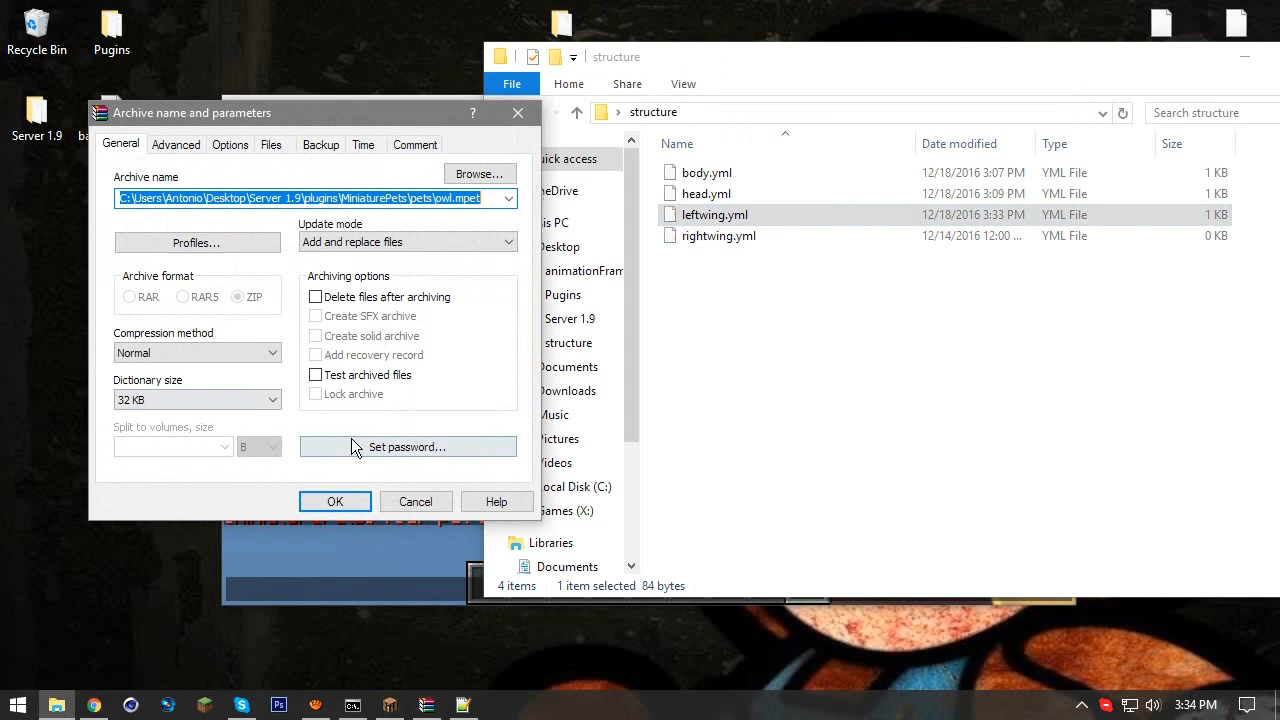 Recycle Bin
Pugins
Server 1.9
structure
File
Home
Share
View
structure
Search structure
Name
Date modified
Type
Size
body.yml
12/18/2016 3:07 PM
YML File
1 KB
head.yml
12/18/2016 3:09 PM
YML File
1 KB
leftwing.yml
12/18/2016 3:33 PM
YML File
1 KB
rightwing.yml
12/14/2016 12:00 ...
YML File
0 KB
uick access
neDrive
is PC
Desktop
animationFram
Plugins
Server 1.9
structure
Documents
Downloads
Music
Pictures
Videos
ocal Disk (C:)
Games (X:)
Libraries
Documents
4 items
1 item selected
84 bytes
Archive name and parameters
?
General
Advanced
Options
Files
Backup
Time
Comment
Archive name
Browse...
C:\Users\Antonio\Desktop\Server 1.9\plugins\MiniaturePets\pets\owl.mpet
Profiles...
Update mode
Add and replace files
Archive format
RAR
RAR5
ZIP
Compression method
Normal
Dictionary size
32 KB
Split to volumes, size
B
Archiving options
Delete files after archiving
Create SFX archive
Create solid archive
Add recovery record
Test archived files
Lock archive
Set password...
OK
Cancel
Help
3:34 PM